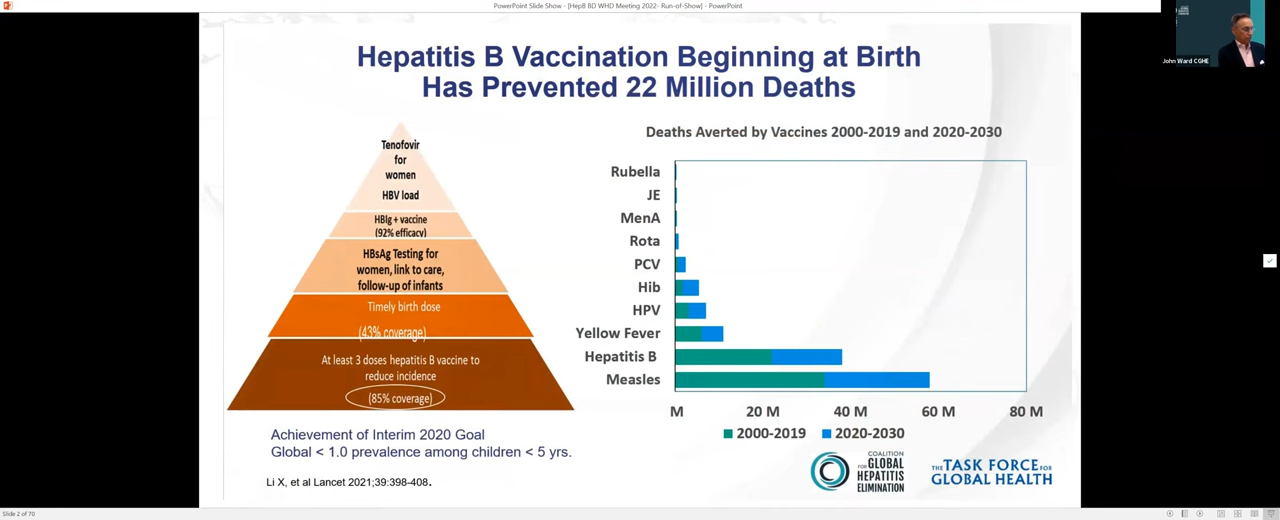 PowerPoint Slide Show - [HepB BD WHD Meeting 2022- Run-of-Show] - PowerPoint
John Ward CGHE
Hepatitis B Vaccination Beginning at Birth
Has Prevented 22 Million Deaths
Tenofovir
for
women
HBV load
HBIg + vaccine
(92% efficacy)
HBsAg Testing for
women, link to care,
follow-up of infants
Timely birth dose
(43% coverage)
At least 3 doses hepatitis B vaccine to
reduce incidence
(85% coverage)
Achievement of Interim 2020 Goal
Global < 1.0 prevalence among children < 5 yrs.
Li X, et al Lancet 2021;39:398-408.
Deaths Averted by Vaccines 2000-2019 and 2020-2030
Rubella
JE
MenA
Rota
PCV
Hib
HPV
Yellow Fever
Hepatitis B
Measles
M 20 M 40 M 60 M 80 M
2000-2019 2020-2030
COALITION
FOR GLOBAL
HEPATITIS
ELIMINATION
THE TASK FORCE FOR
GLOBAL HEALTH
Slide 2 of 70